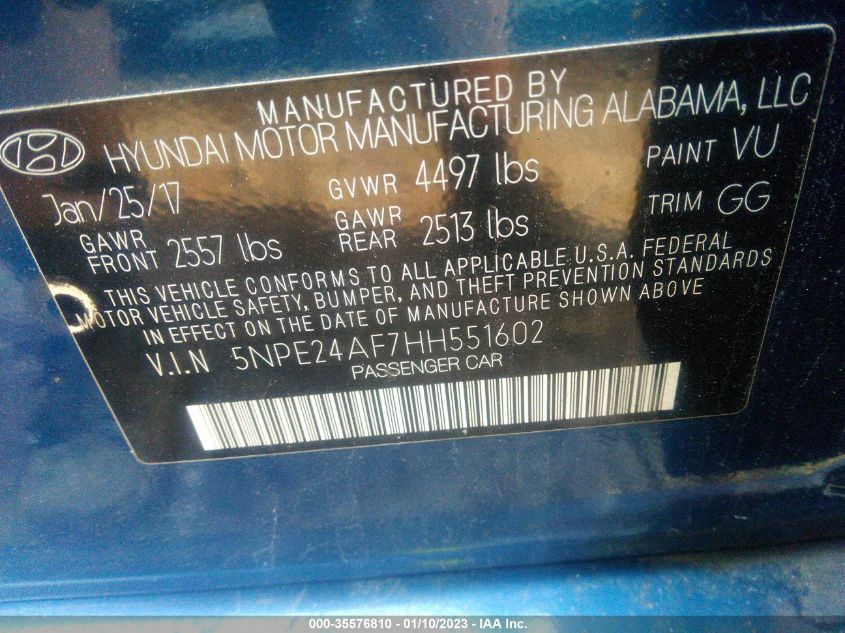 MANUFACTURED BY
HYUNDAI MOTOR MANUFACTURING ALABAMA, LLC
Jan/25/17 GVWR 4497 lbs PAINT VU
GAWR FRONT 2557 lbs GAWR REAR 2513 lbs TRIM GG
THIS VEHICLE CONFORMS TO ALL APPLICABLE U.S.A. FEDERAL
MOTOR VEHICLE SAFETY, BUMPER, AND THEFT PREVENTION STANDARDS
IN EFFECT ON THE DATE OF MANUFACTURE SHOWN ABOVE
V.I.N 5NPE24AF7HH551602
PASSENGER CAR
000-35576810 - 01/10/2023 - IAA Inc.